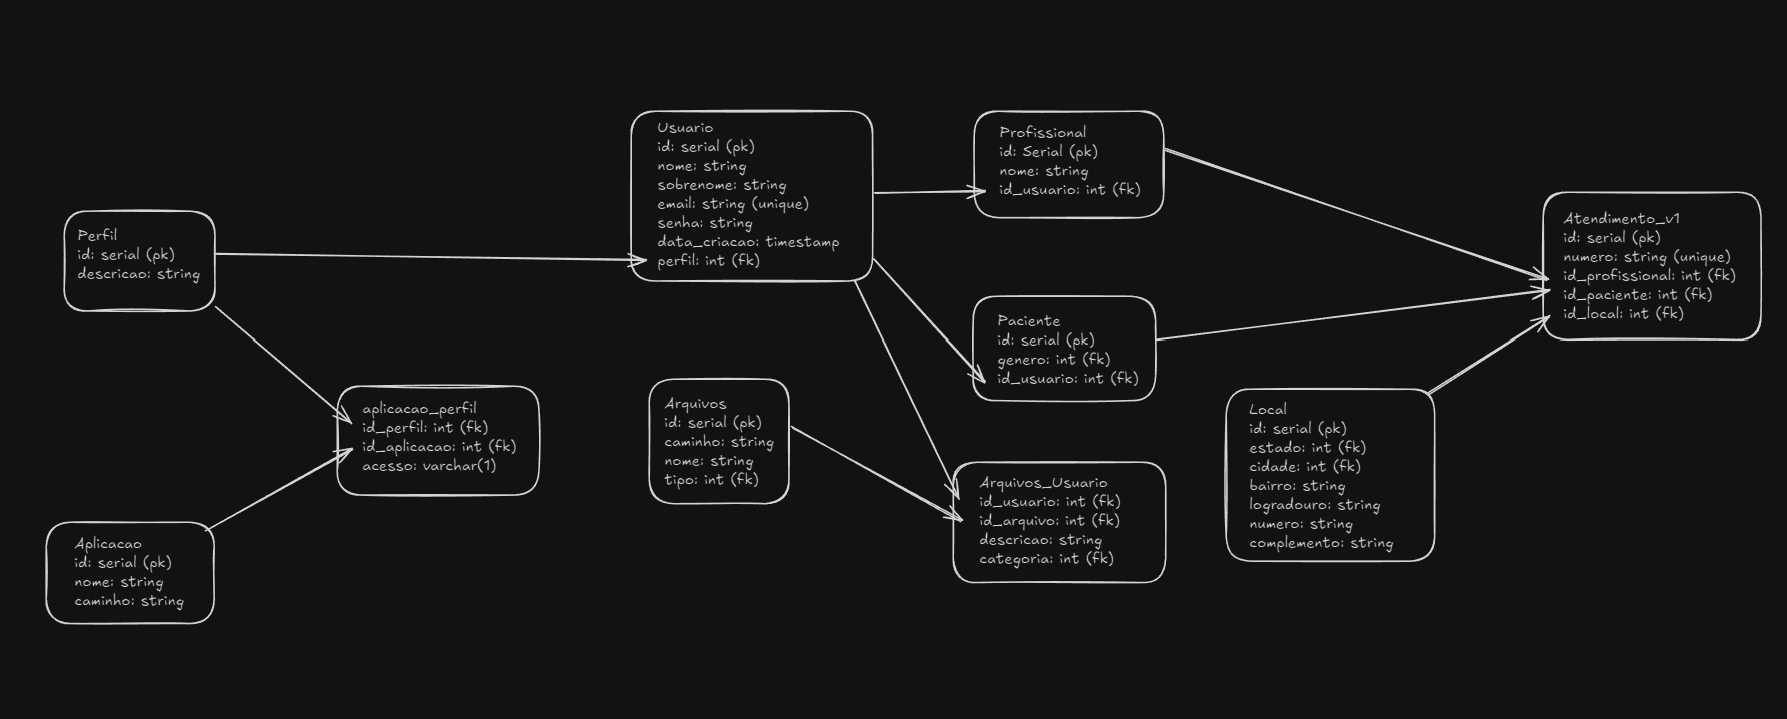 Perfil
id: serial (pk)
descricao: string
aplicacao_perfil
id_perfil: int (fk)
id_aplicacao: int (fk)
acesso: varchar(1)
Aplicacao
id: serial (pk)
nome: string
caminho: string
Usuario
id: serial (pk)
nome: string
sobrenome: string
email: string (unique)
senha: string
data_criacao: timestamp
perfil: int (fk)
Arquivos
id: serial (pk)
caminho: string
nome: string
tipo: int (fk)
Profissional
id: Serial (pk)
nome: string
id_usuario: int (fk)
Paciente
id: serial (pk)
genero: int (fk)
id_usuario: int (fk)
Arquivos_Usuario
id_usuario: int (fk)
id_arquivo: int (fk)
descricao: string
categoria: int (fk)
Local
id: serial (pk)
estado: int (fk)
cidade: int (fk)
bairro: string
logradouro: string
numero: string
complemento: string
Atendimento_v1
id: serial (pk)
numero: string (unique)
id_profissional: int (fk)
id_paciente: int (fk)
id_local: int (fk)